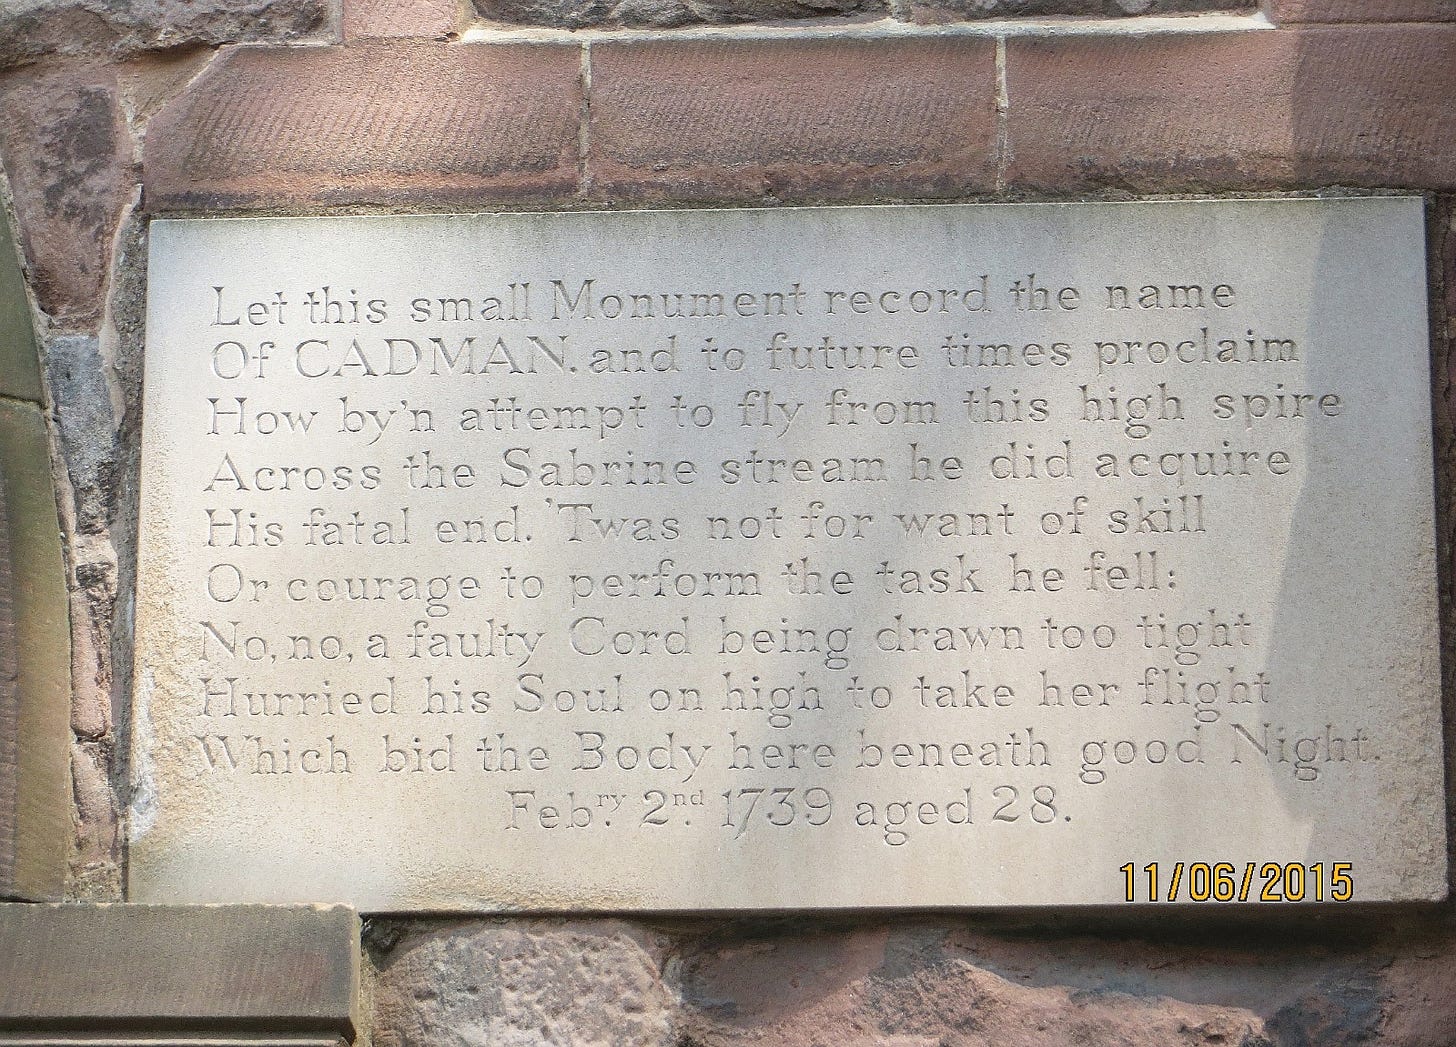 Let this small Monument record the name
Of CADMAN. and to future times proclaim
How by'n attempt to fly from this high spire
Across the Sabrine stream he did acquire
His fatal end. 'Twas not for want of skill
Or courage to perform the task he fell:
No, no, a faulty Cord being drawn too tight
Hurried his Soul on high to take her flight
Which bid the Body here beneath good Night.
Feb.ry 2.nd 1739 aged 28.
11/06/2015